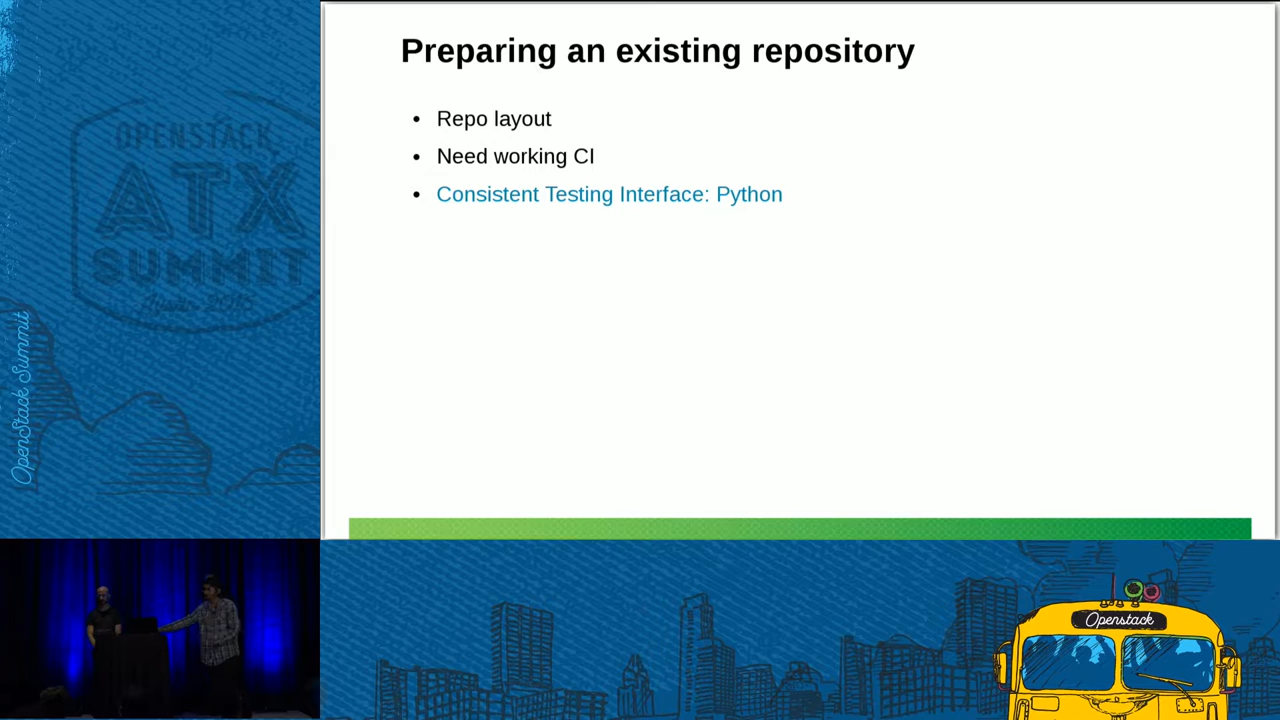 Preparing an existing repository
• Repo layout
• Need working CI
• Consistent Testing Interface: Python
OPENSTACK
ATX
SUMMIT
OpenStack Summit
Openstack